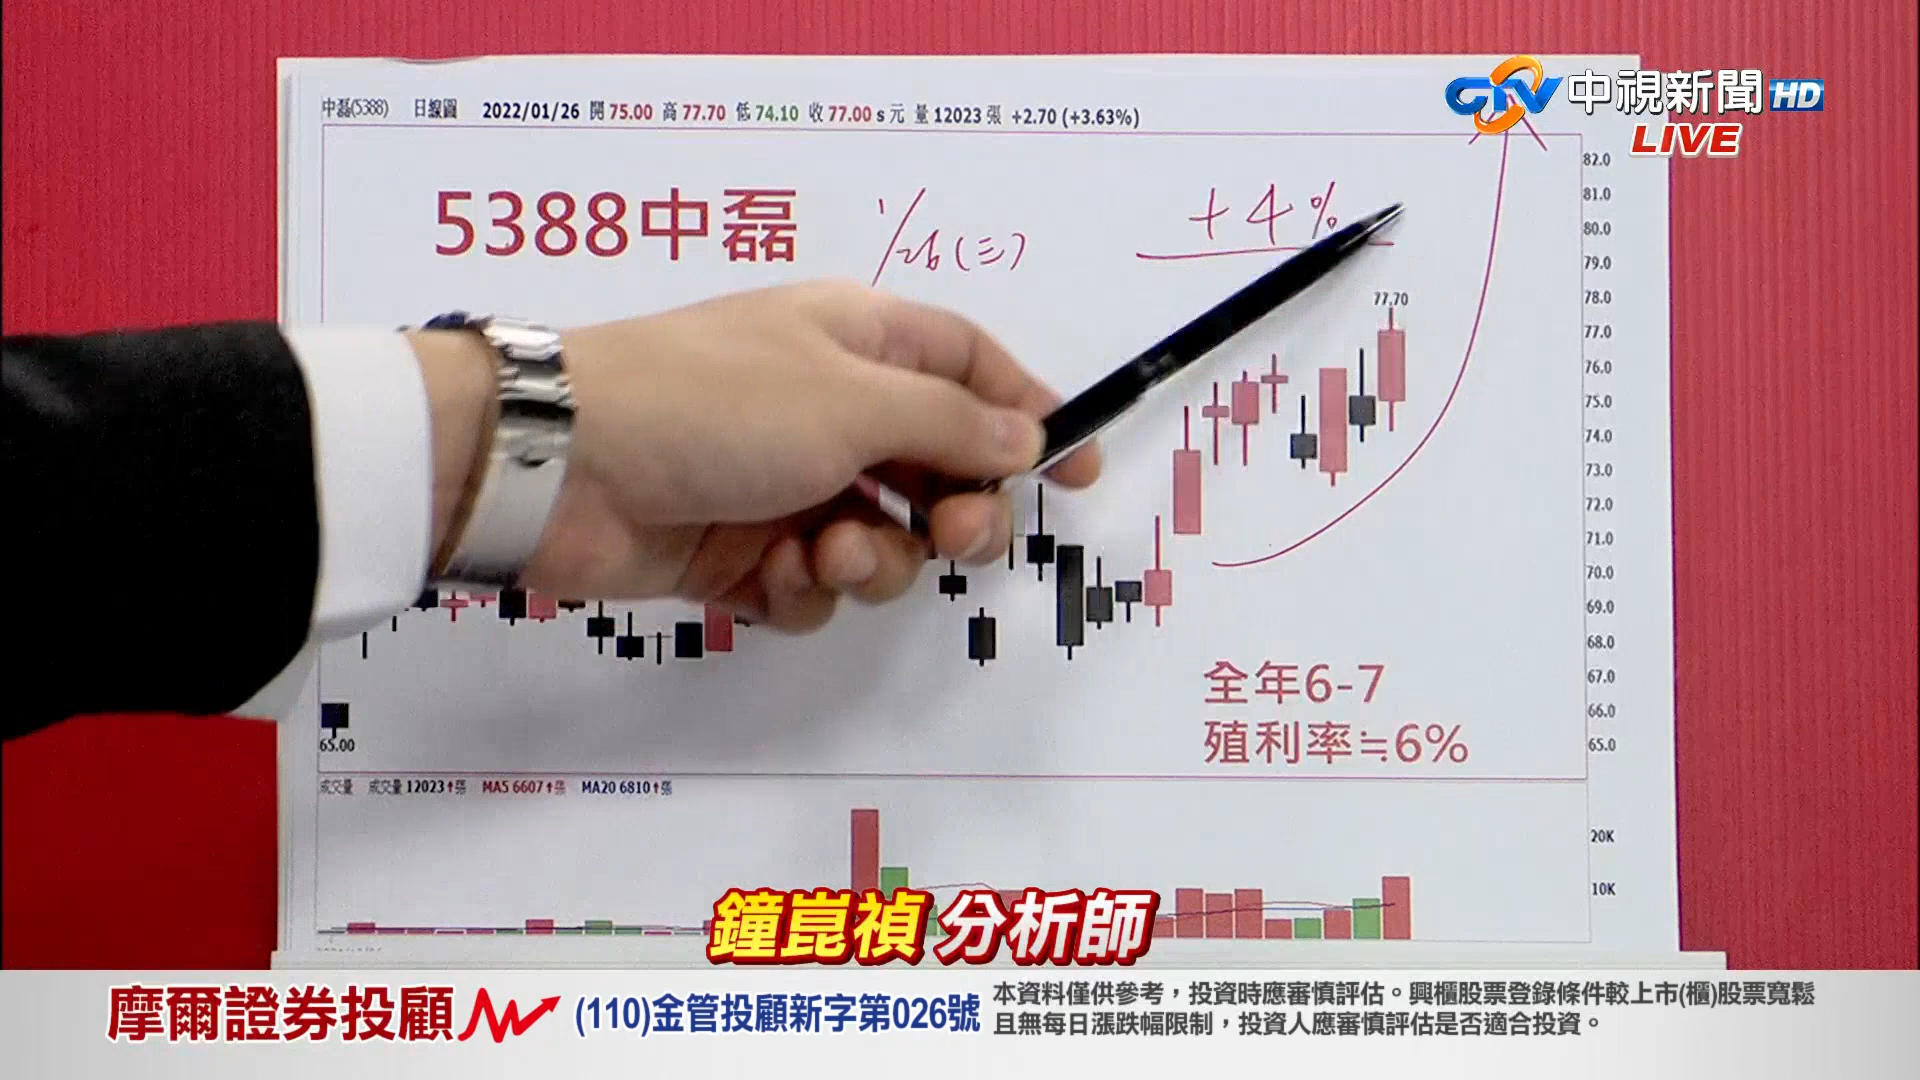 CTV 中視新聞 HD
LIVE
中磊(5388) 日線圖 2022/01/26 開 75.00 高 77.70 低 74.10 收 77.00 s 元 量 12023 張 +2.70 (+3.63%)
82.0
81.0
80.0
79.0
78.0
77.0
76.0
75.0
74.0
73.0
72.0
71.0
70.0
69.0
68.0
67.0
66.0
65.0
5388中磊
1/26(三)
+4%
77.70
全年6-7
殖利率≒6%
65.00
成交量 成交量 12023↑張 MA5 6607↑張 MA20 6810↑張
20K
10K
鐘崑禎 分析師
摩爾證券投顧 (110)金管投顧新字第026號
本資料僅供參考，投資時應審慎評估。興櫃股票登錄條件較上市(櫃)股票寬鬆
且無每日漲跌幅限制，投資人應審慎評估是否適合投資。